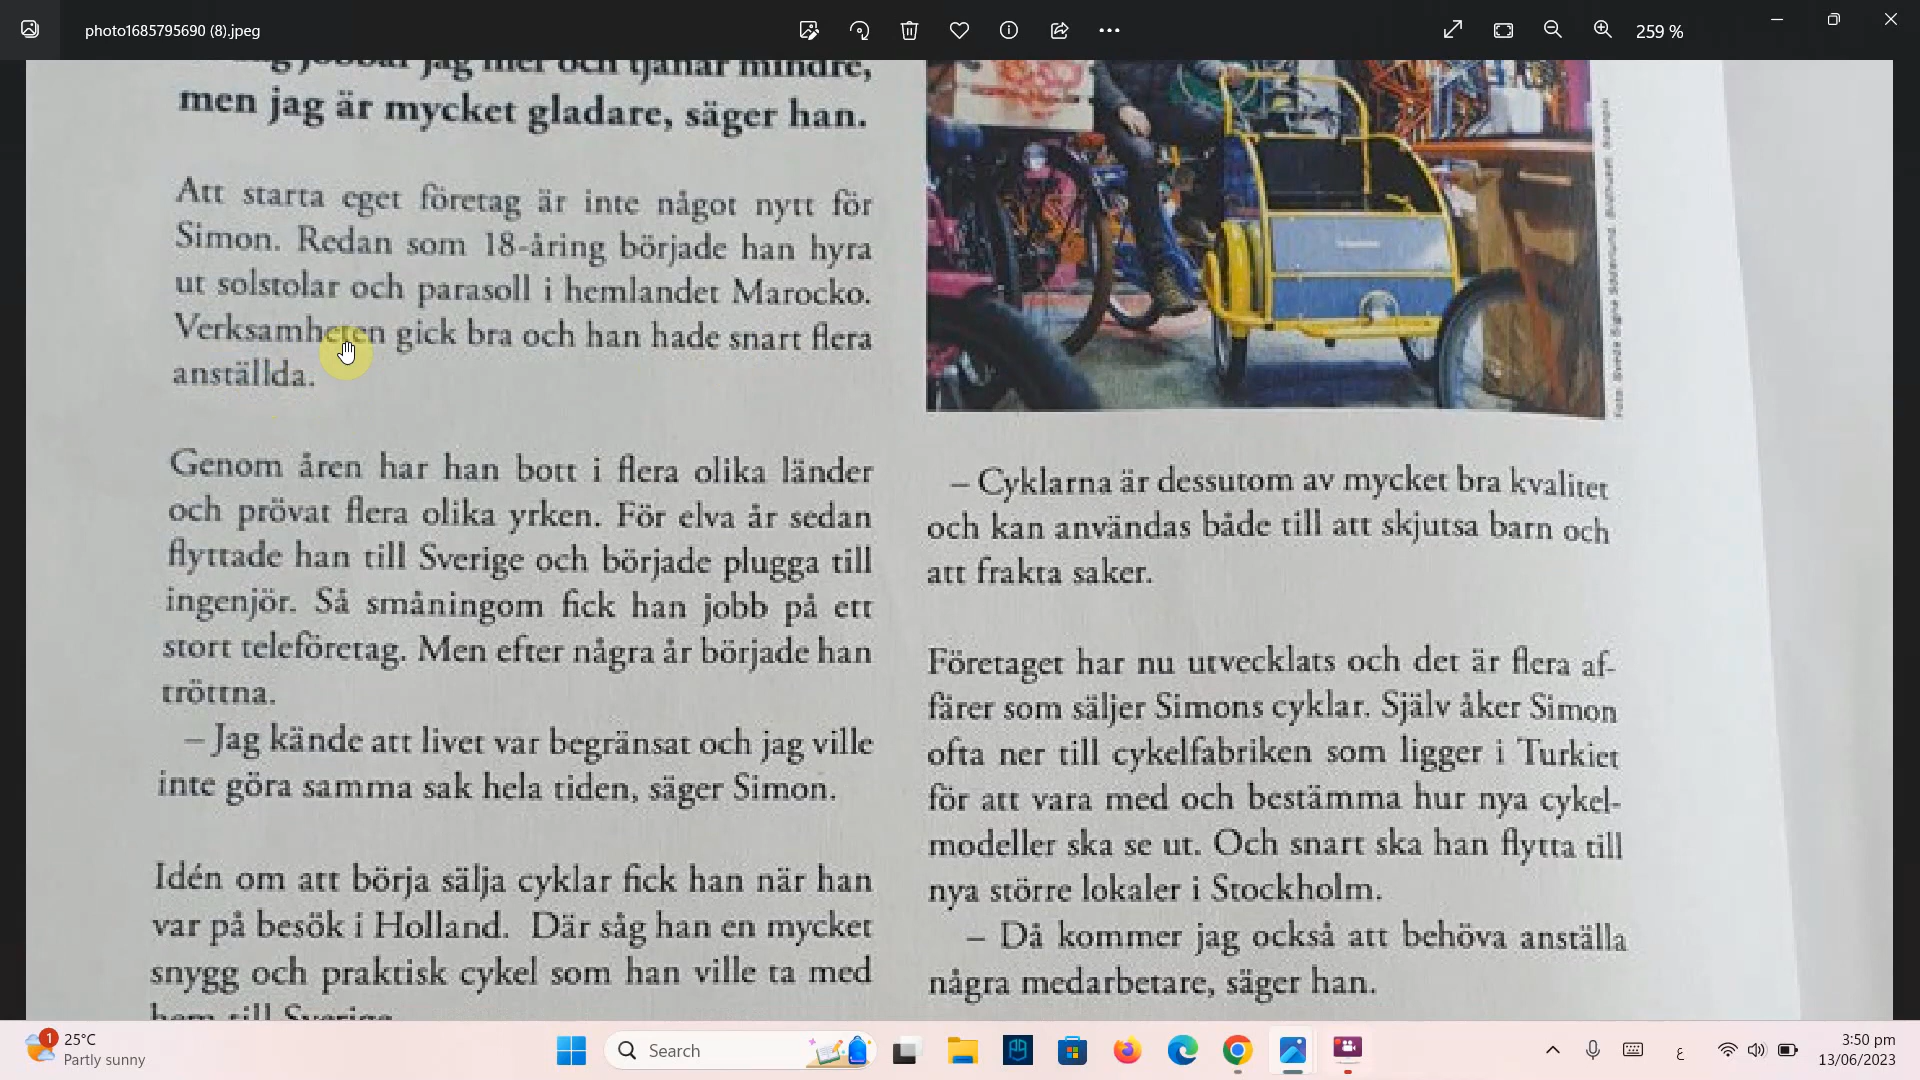 photo1685795690 (8).jpeg
259 %
jobbar jag mer och tjänar mindre,
men jag är mycket gladare, säger han.
Att starta eget företag är inte något nytt för
Simon. Redan som 18-åring började han hyra
ut solstolar och parasoll i hemlandet Marocko.
Verksamheten gick bra och han hade snart flera
anställda.
Genom åren har han bott i flera olika länder
och prövat flera olika yrken. För elva år sedan
flyttade han till Sverige och började plugga till
ingenjör. Så småningom fick han jobb på ett
stort teleföretag. Men efter några år började han
tröttna.
– Jag kände att livet var begränsat och jag ville
inte göra samma sak hela tiden, säger Simon.
Idén om att börja sälja cyklar fick han när han
var på besök i Holland. Där såg han en mycket
snygg och praktisk cykel som han ville ta med
hem till Sverige.
– Cyklarna är dessutom av mycket bra kvalitet
och kan användas både till att skjutsa barn och
att frakta saker.
Företaget har nu utvecklats och det är flera af-
färer som säljer Simons cyklar. Själv åker Simon
ofta ner till cykelfabriken som ligger i Turkiet
för att vara med och bestämma hur nya cykel-
modeller ska se ut. Och snart ska han flytta till
nya större lokaler i Stockholm.
– Då kommer jag också att behöva anställa
några medarbetare, säger han.
1
25°C
Partly sunny
Search
ع
3:50 pm
13/06/2023